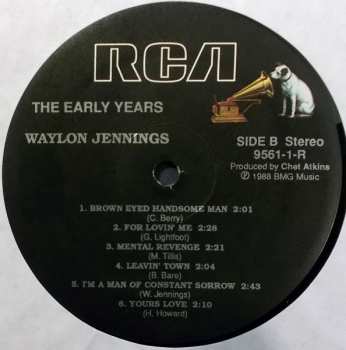 RCA
THE EARLY YEARS
WAYLON JENNINGS
SIDE B Stereo
9561-1-R
Produced by Chet Atkins
℗ 1988 BMG Music
1. BROWN EYED HANDSOME MAN 2:01
(C. Berry)
2. FOR LOVIN' ME 2:28
(G. Lightfoot)
3. MENTAL REVENGE 2:21
(M. Tillis)
4. LEAVIN' TOWN 2:04
(B. Bare)
5. I'M A MAN OF CONSTANT SORROW 2:43
(W. Jennings)
6. YOURS LOVE 2:10
(H. Howard)